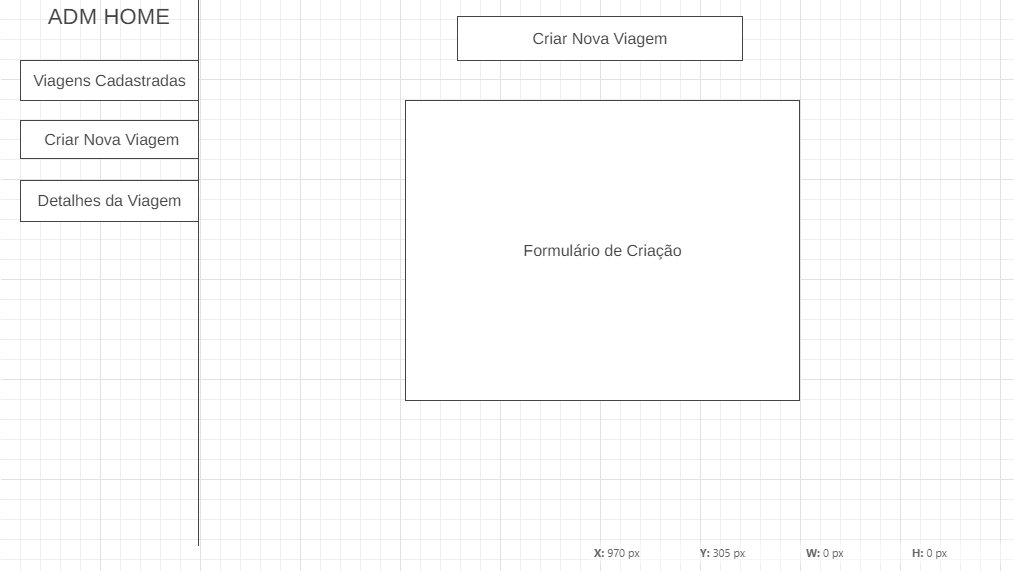 ADM HOME
Viagens Cadastradas
Criar Nova Viagem
Detalhes da Viagem
Criar Nova Viagem
Formulário de Criação
X: 970 px Y: 305 px W: 0 px H: 0 px